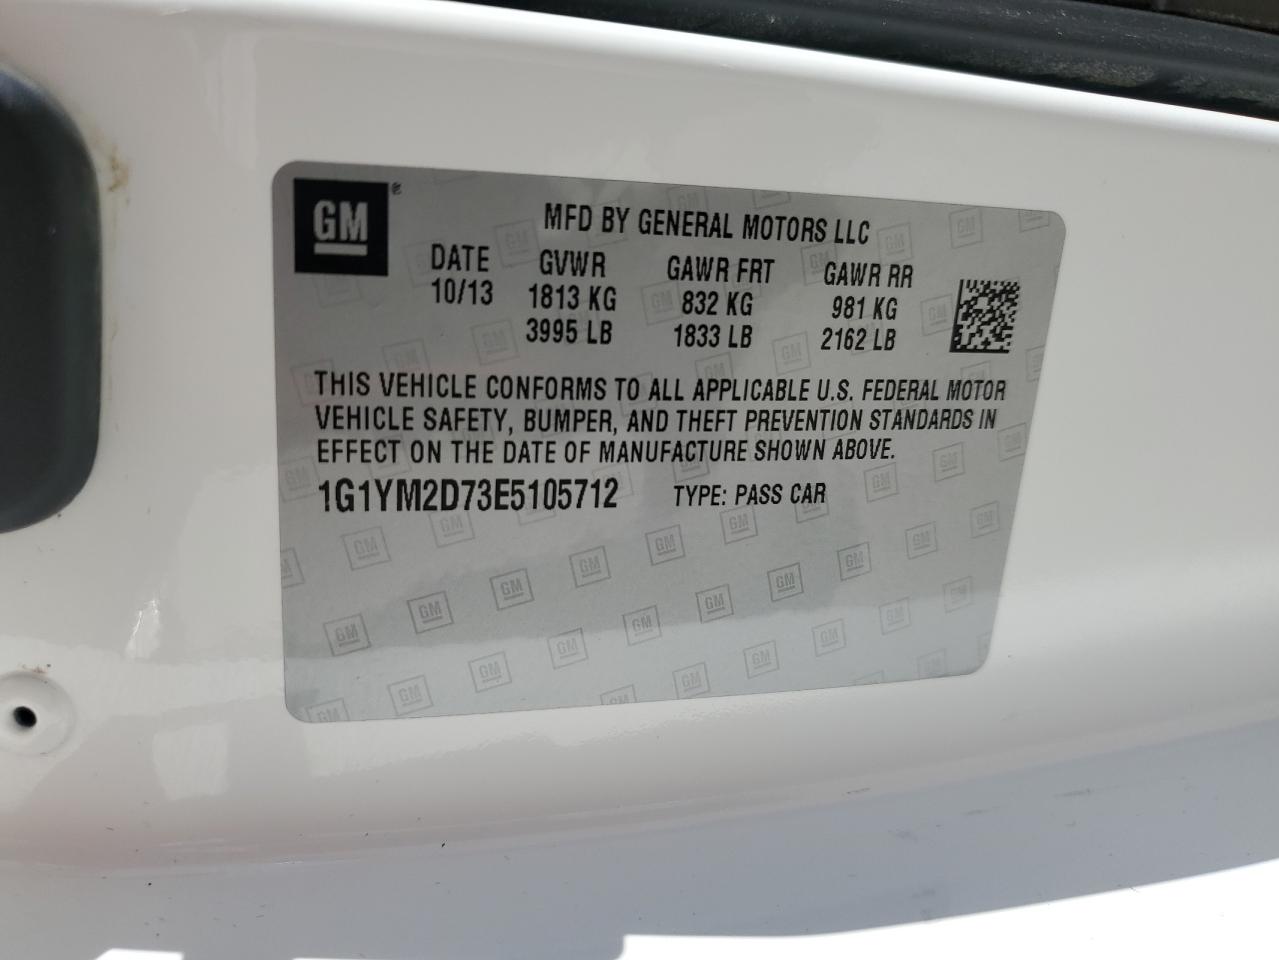 GM
MFD BY GENERAL MOTORS LLC
DATE GVWR GAWR FRT GAWR RR
10/13 1813 KG 832 KG 981 KG
3995 LB 1833 LB 2162 LB
THIS VEHICLE CONFORMS TO ALL APPLICABLE U.S. FEDERAL MOTOR
VEHICLE SAFETY, BUMPER, AND THEFT PREVENTION STANDARDS IN
EFFECT ON THE DATE OF MANUFACTURE SHOWN ABOVE.
1G1YM2D73E5105712 TYPE: PASS CAR